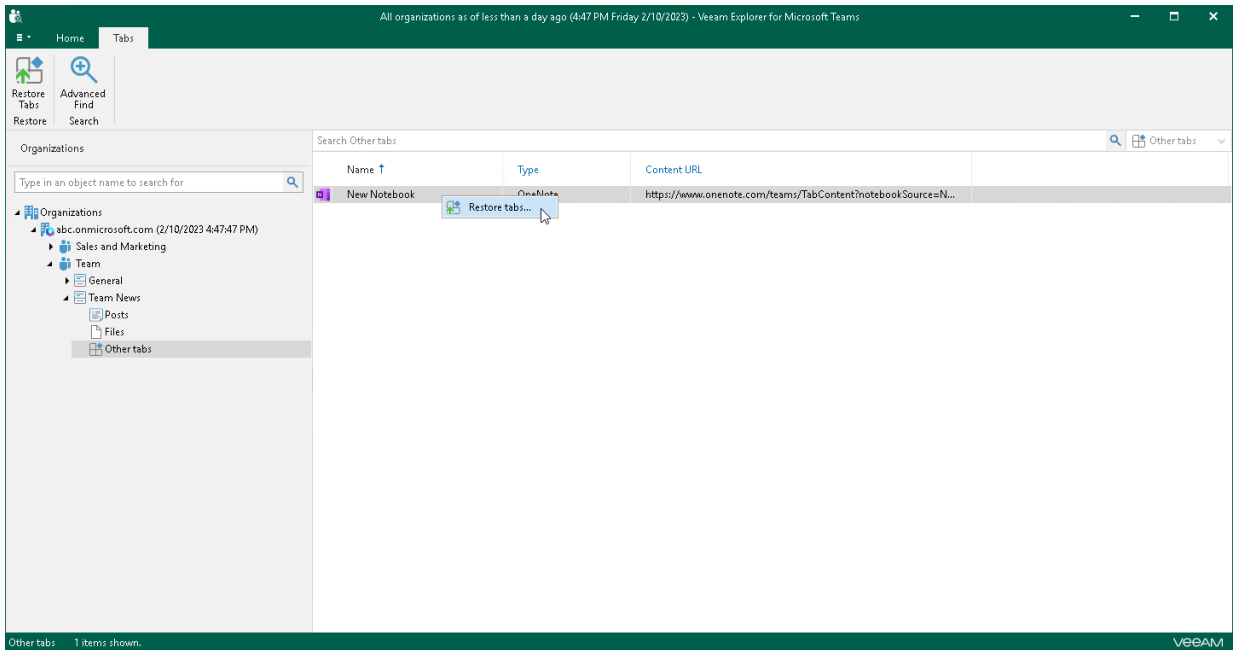 All organizations as of less than a day ago (4:47 PM Friday 2/10/2023) - Veeam Explorer for Microsoft Teams
Home Tabs
Restore Tabs
Advanced Find
Restore Search
Organizations
Search Other tabs
Other tabs
Type in an object name to search for
Name Type Content URL
New Notebook OneNote https://www.onenote.com/teams/TabContent?notebookSource=N...
Restore tabs...
Organizations
abc.onmicrosoft.com (2/10/2023 4:47:47 PM)
Sales and Marketing
Team
General
Team News
Posts
Files
Other tabs
Other tabs 1 items shown.
veeAM